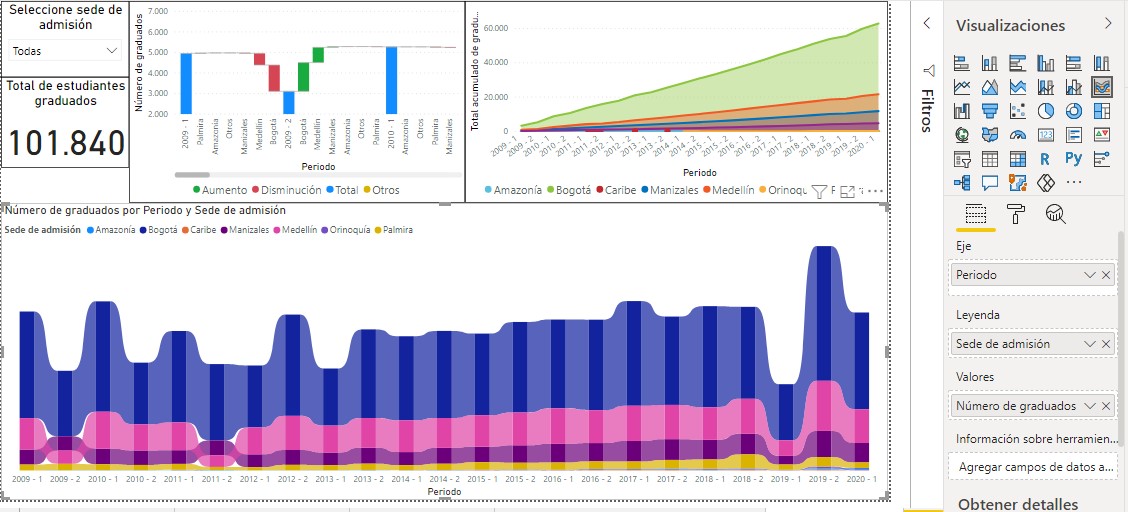 Seleccione sede de
admisión
Todas
Total de estudiantes
graduados
101.840
Número de graduados
7.000
6.000
5.000
4.000
3.000
2.000
2009 - 1
Palmira
Amazonía
Otros
Medellín
Bogotá
2009 - 2
Bogotá
Medellín
Amazonía
Otros
Palmira
2010 - 1
Amazonía
Otros
Palmira
Manizales
Periodo
Aumento Disminución Total Otros
Total acumulado de gradu...
60.000
40.000
20.000
0
Periodo
Amazonía Bogotá Caribe Manizales Medellín Orinoqu
Número de graduados por Periodo y Sede de admisión
Sede de admisión Amazonía Bogotá Caribe Manizales Medellín Orinoquía Palmira
2009 - 1 2009 - 2 2010 - 1 2010 - 2 2011 - 1 2011 - 2 2012 - 1 2012 - 2 2013 - 1 2013 - 2 2014 - 1 2014 - 2 2015 - 1 2015 - 2 2016 - 1 2016 - 2 2017 - 1 2017 - 2 2018 - 1 2018 - 2 2019 - 1 2019 - 2 2020 - 1
Periodo
Filtros
Visualizaciones
123
R
Py
Eje
Periodo
Leyenda
Sede de admisión
Valores
Número de graduados
Información sobre herramien...
Agregar campos de datos a...
Obtener detalles